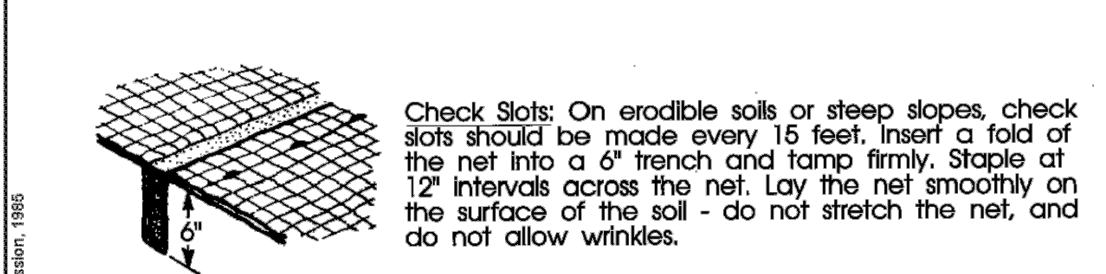 Check Slots: On erodible soils or steep slopes, check
slots should be made every 15 feet. Insert a fold of
the net into a 6" trench and tamp firmly. Staple at
12" intervals across the net. Lay the net smoothly on
the surface of the soil - do not stretch the net, and
do not allow wrinkles.
6"
ssion, 1985